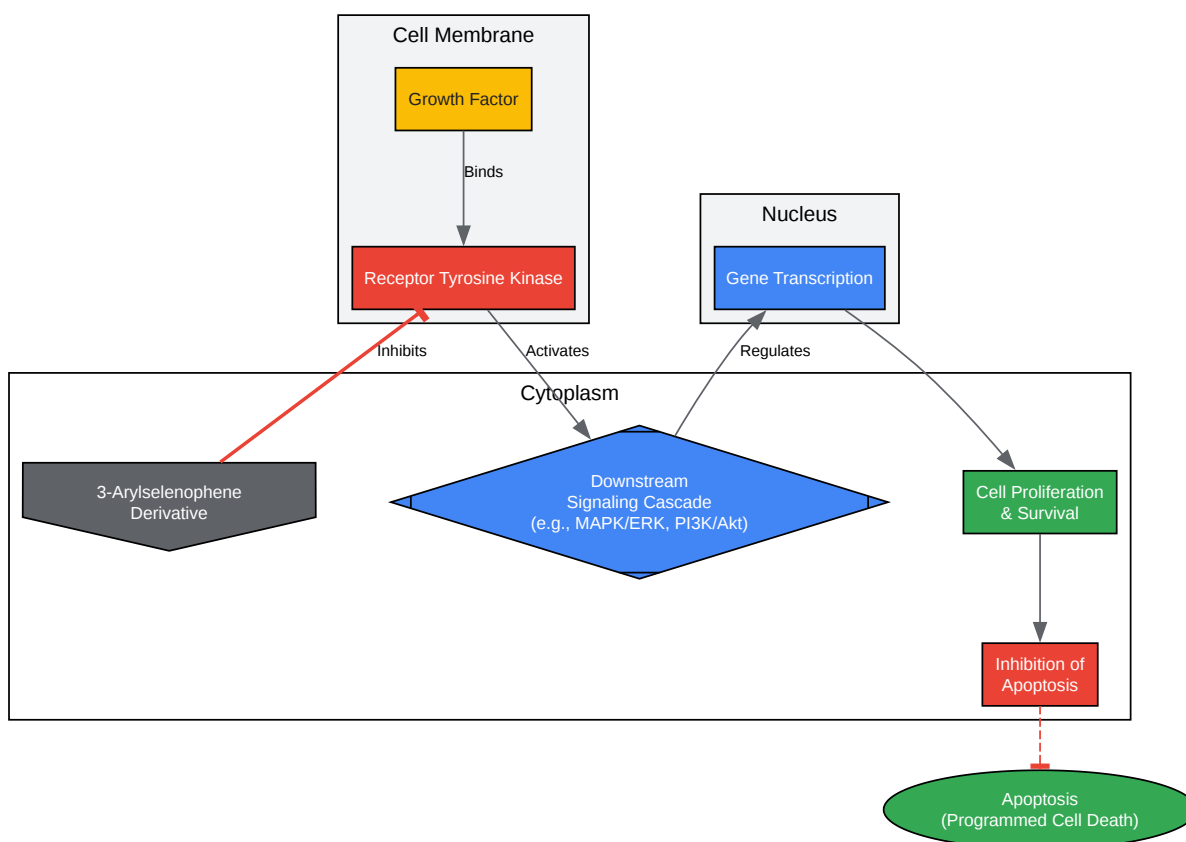 Cell Membrane
Growth Factor
Binds
Nucleus
Receptor Tyrosine Kinase
Gene Transcription
Inhibits
Activates
Regulates
Cytoplasm
3-Arylselenophene
Derivative
Downstream
Signaling Cascade
(e.g., MAPK/ERK, PI3K/Akt)
Cell Proliferation
& Survival
Inhibition of
Apoptosis
Apoptosis
(Programmed Cell Death)